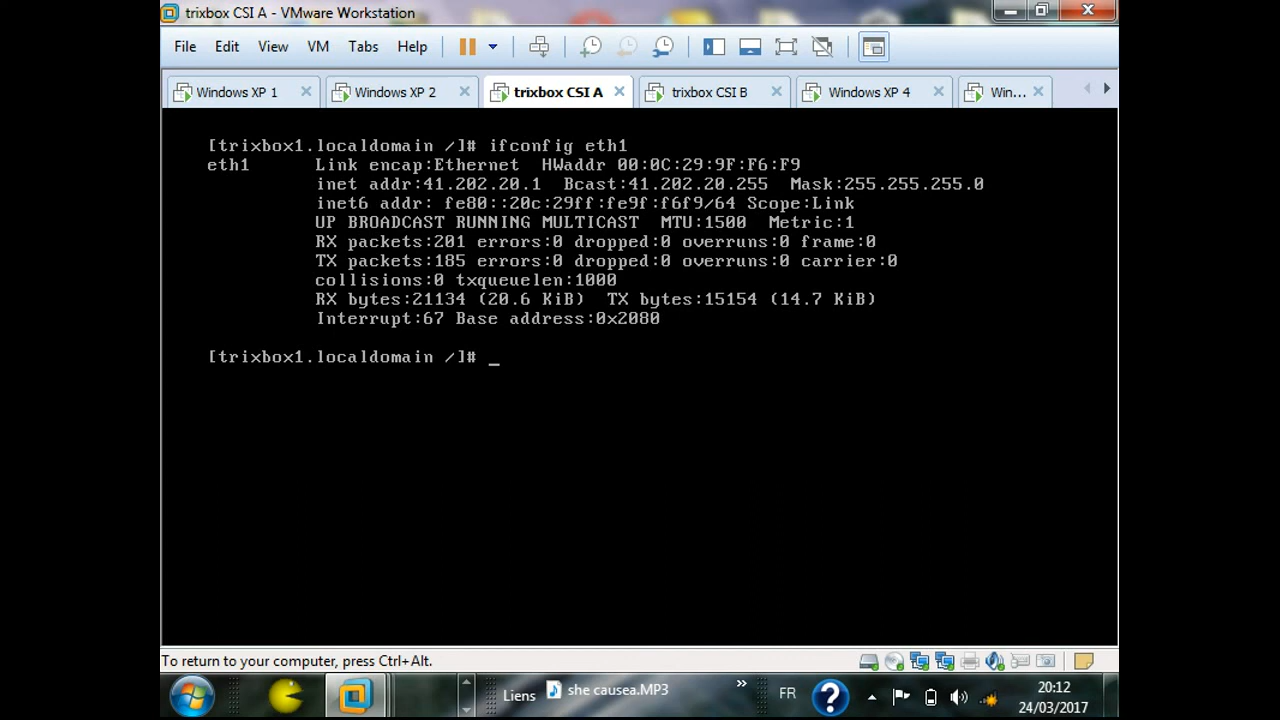 trixbox CSI A - VMware Workstation
File Edit View VM Tabs Help
Windows XP 1 Windows XP 2 trixbox CSI A trixbox CSI B Windows XP 4 Win...
[trixbox1.localdomain /]# ifconfig eth1
eth1 Link encap:Ethernet HWaddr 00:0C:29:9F:F6:F9
inet addr:41.202.20.1 Bcast:41.202.20.255 Mask:255.255.255.0
inet6 addr: fe80::20c:29ff:fe9f:f6f9/64 Scope:Link
UP BROADCAST RUNNING MULTICAST MTU:1500 Metric:1
RX packets:201 errors:0 dropped:0 overruns:0 frame:0
TX packets:185 errors:0 dropped:0 overruns:0 carrier:0
collisions:0 txqueuelen:1000
RX bytes:21134 (20.6 KiB) TX bytes:15154 (14.7 KiB)
Interrupt:67 Base address:0x2080
[trixbox1.localdomain /]# _
To return to your computer, press Ctrl+Alt.
Liens she causea.MP3 » FR 20:12
24/03/2017